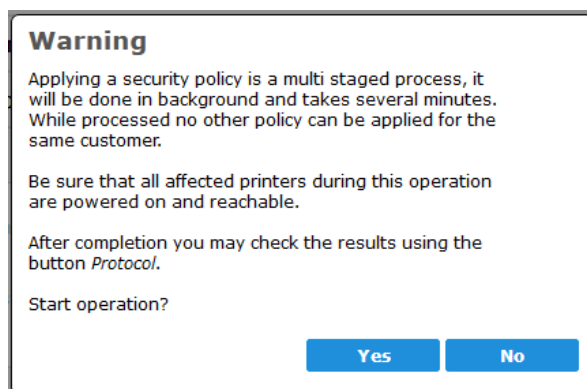 Warning
Applying a security policy is a multi staged process, it
will be done in background and takes several minutes.
While processed no other policy can be applied for the
same customer.
Be sure that all affected printers during this operation
are powered on and reachable.
After completion you may check the results using the
button Protocol.
Start operation?
Yes No